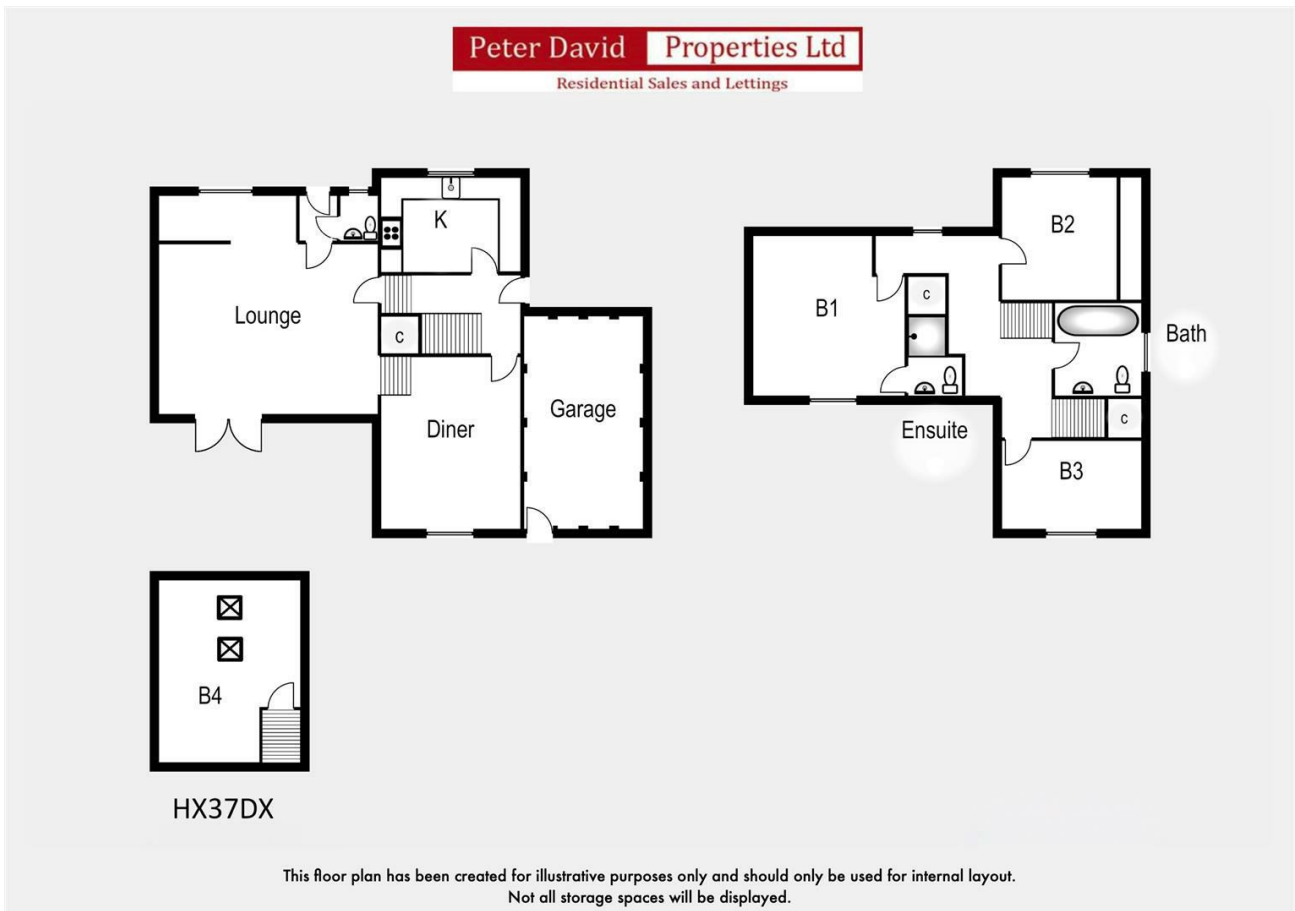 Peter David Properties Ltd
Residential Sales and Lettings
K
Lounge
c
Diner
Garage
B2
B1
c
Bath
Ensuite
c
B3
B4
HX37DX
This floor plan has been created for illustrative purposes only and should only be used for internal layout.
Not all storage spaces will be displayed.